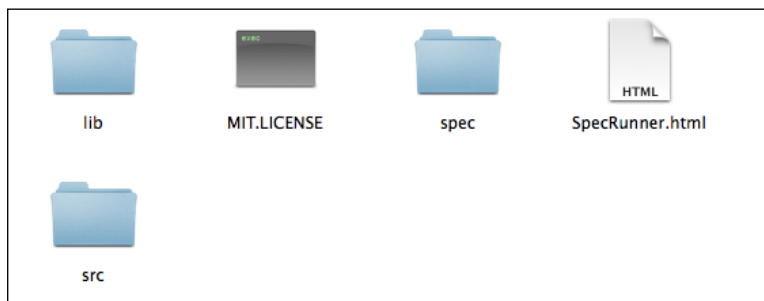 exec
lib
MIT.LICENSE
spec
HTML
SpecRunner.html
src